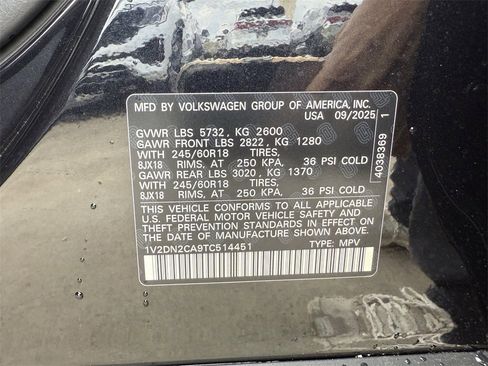 MFD BY VOLKSWAGEN GROUP OF AMERICA, INC.
USA 09/2025
GVWR LBS 5732, KG 2600
GAWR FRONT LBS 2822, KG 1280
WITH 245/60R18 TIRES,
8JX18 RIMS, AT 250 KPA, 36 PSI COLD
GAWR REAR LBS 3020, KG 1370
WITH 245/60R18 TIRES,
8JX18 RIMS, AT 250 KPA, 36 PSI COLD
THIS VEHICLE CONFORMS TO ALL APPLICABLE
U.S. FEDERAL MOTOR VEHICLE SAFETY AND
THEFT PREVENTION STANDARDS IN EFFECT ON THE
DATE OF MANUFACTURE SHOWN ABOVE.
1V2DN2CA9TC514451 TYPE: MPV
4038369 1